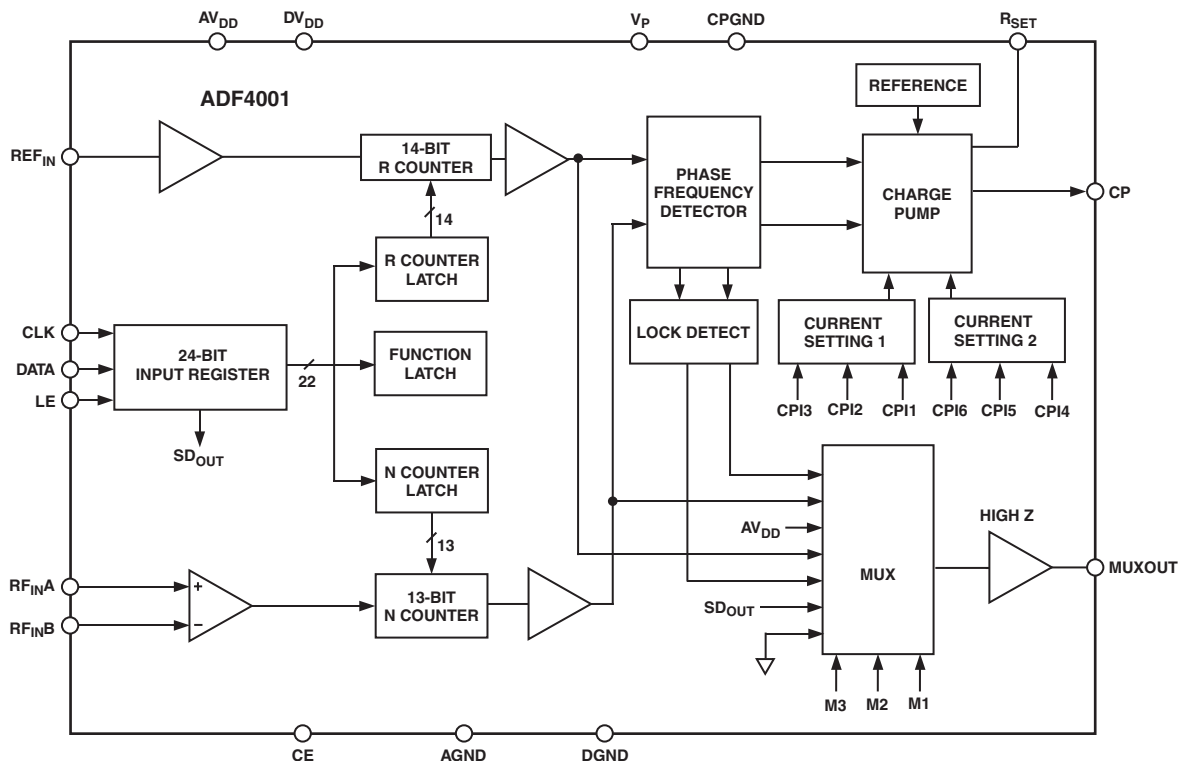 AVDD
DVDD
VP
CPGND
RSET
ADF4001
REFERENCE
REFIN
14-BIT
R COUNTER
PHASE
FREQUENCY
DETECTOR
CHARGE
PUMP
CP
14
R COUNTER
LATCH
CLK
DATA
LE
24-BIT
INPUT REGISTER
22
FUNCTION
LATCH
LOCK DETECT
CURRENT
SETTING 1
CURRENT
SETTING 2
CPI3
CPI2
CPI1
CPI6
CPI5
CPI4
SDOUT
N COUNTER
LATCH
13
AVDD
HIGH Z
MUX
MUXOUT
RFINA
+
RFINB
–
13-BIT
N COUNTER
SDOUT
M3
M2
M1
CE
AGND
DGND